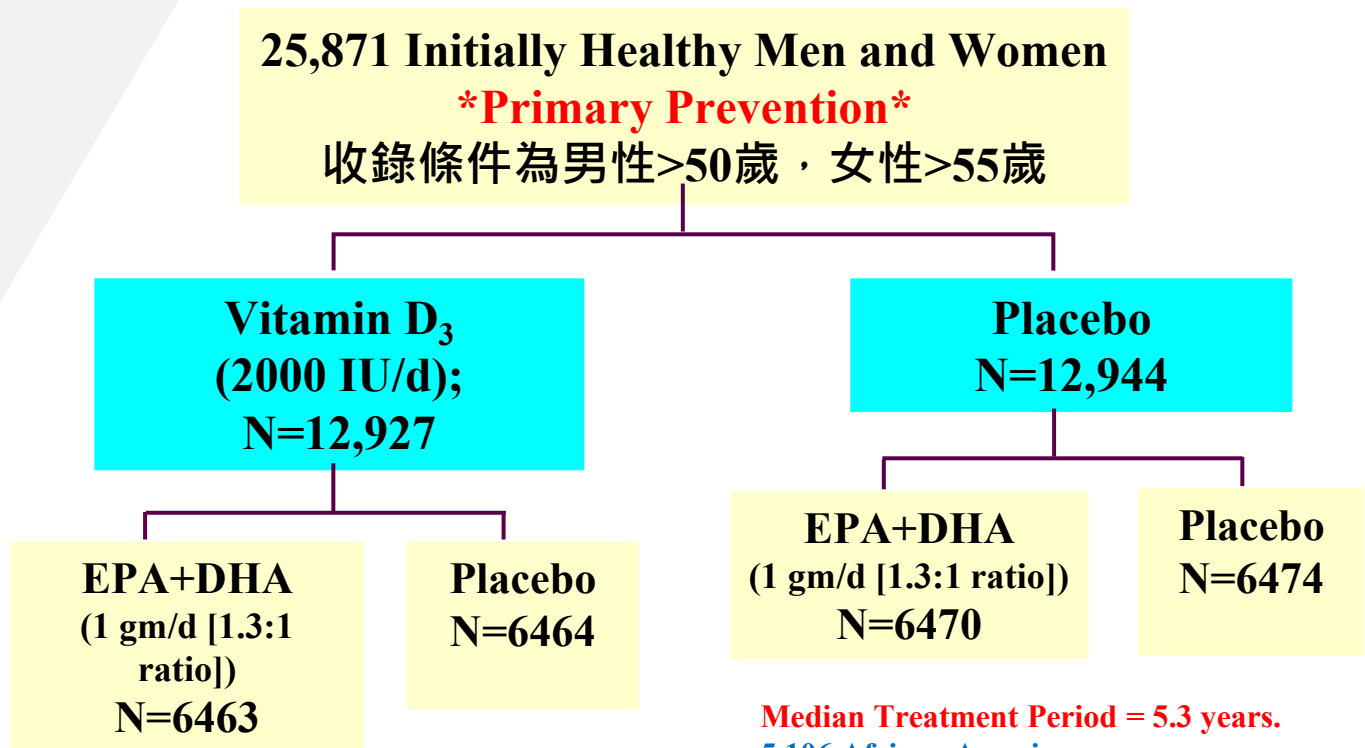 25,871 Initially Healthy Men and Women
*Primary Prevention*
收錄條件為男性>50歲，女性>55歲
Vitamin D3
(2000 IU/d);
N=12,927
Placebo
N=12,944
EPA+DHA
(1 gm/d [1.3:1
ratio])
N=6463
Placebo
N=6464
EPA+DHA
(1 gm/d [1.3:1 ratio])
N=6470
Placebo
N=6474
Median Treatment Period = 5.3 years.